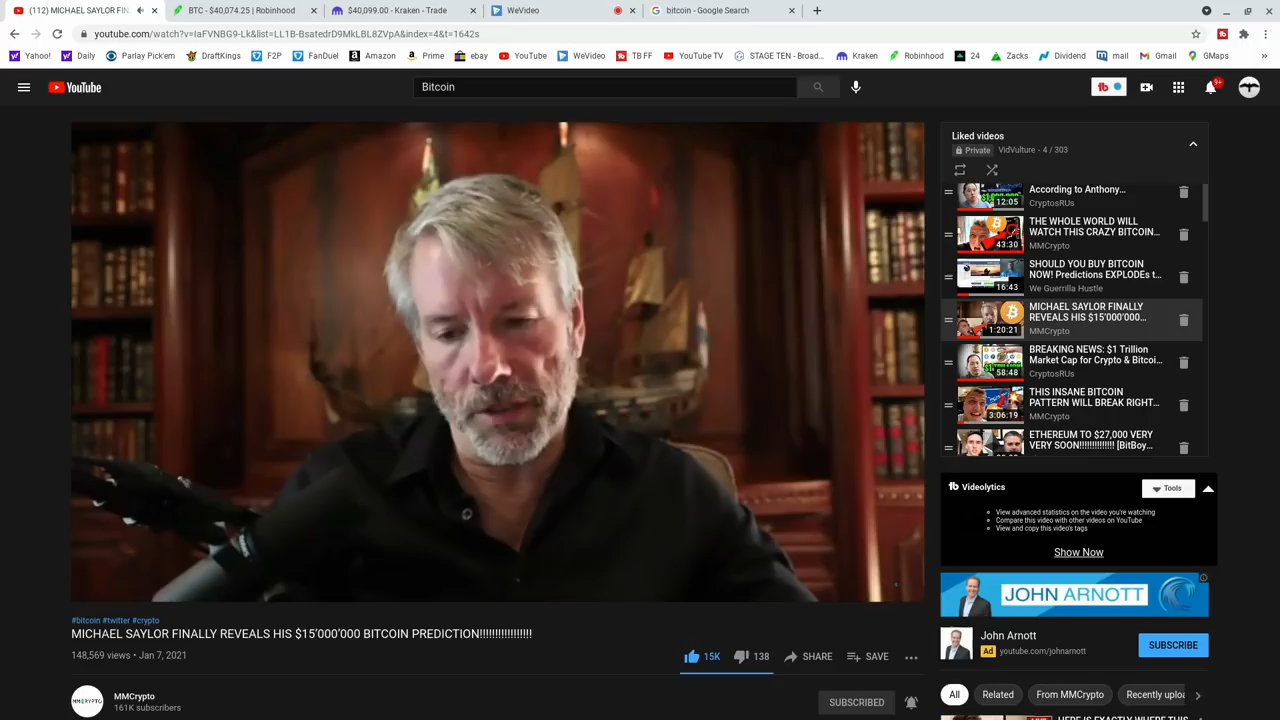 (112) MICHAEL SAYLOR FIN
BTC - $40,074.25 | Robinhood
$40,099.00 - Kraken - Trade
WeVideo
bitcoin - Google Search
youtube.com/watch?v=IaFVNBG9-Lk&list=LL1B-BsatedrD9MkLBL8ZVpA&index=4&t=1642s
Yahoo!
Daily
Parlay Pick'em
DraftKings
F2P
FanDuel
Amazon
Prime
ebay
YouTube
WeVideo
TB FF
YouTube TV
STAGE TEN - Broad...
Kraken
Robinhood
24
Zacks
Dividend
mail
Gmail
GMaps
YouTube
Bitcoin
9+
Liked videos
Private VidVulture - 4 / 303
According to Anthony...
CryptosRUs
12:05
THE WHOLE WORLD WILL
WATCH THIS CRAZY BITCOIN...
MMCrypto
43:30
SHOULD YOU BUY BITCOIN
NOW! Predictions EXPLODEs t...
We Guerrilla Hustle
16:43
MICHAEL SAYLOR FINALLY
REVEALS HIS $15'000'000...
MMCrypto
1:20:21
BREAKING NEWS: $1 Trillion
Market Cap for Crypto & Bitcoi...
CryptosRUs
58:48
THIS INSANE BITCOIN
PATTERN WILL BREAK RIGHT...
MMCrypto
3:06:19
ETHEREUM TO $27,000 VERY
VERY SOON!!!!!!!!!!!!! [BitBoy...
Videolytics
Tools
View advanced statistics on the video you're watching
Compare this video with other videos on YouTube
View and copy this video's tags
Show Now
JOHN ARNOTT
John Arnott
Ad youtube.com/johnarnott
SUBSCRIBE
#bitcoin #twitter #crypto
MICHAEL SAYLOR FINALLY REVEALS HIS $15'000'000 BITCOIN PREDICTION!!!!!!!!!!!!!!!!!
148,569 views • Jan 7, 2021
15K
138
SHARE
SAVE
MMCrypto
161K subscribers
SUBSCRIBED
All
Related
From MMCrypto
Recently uploa